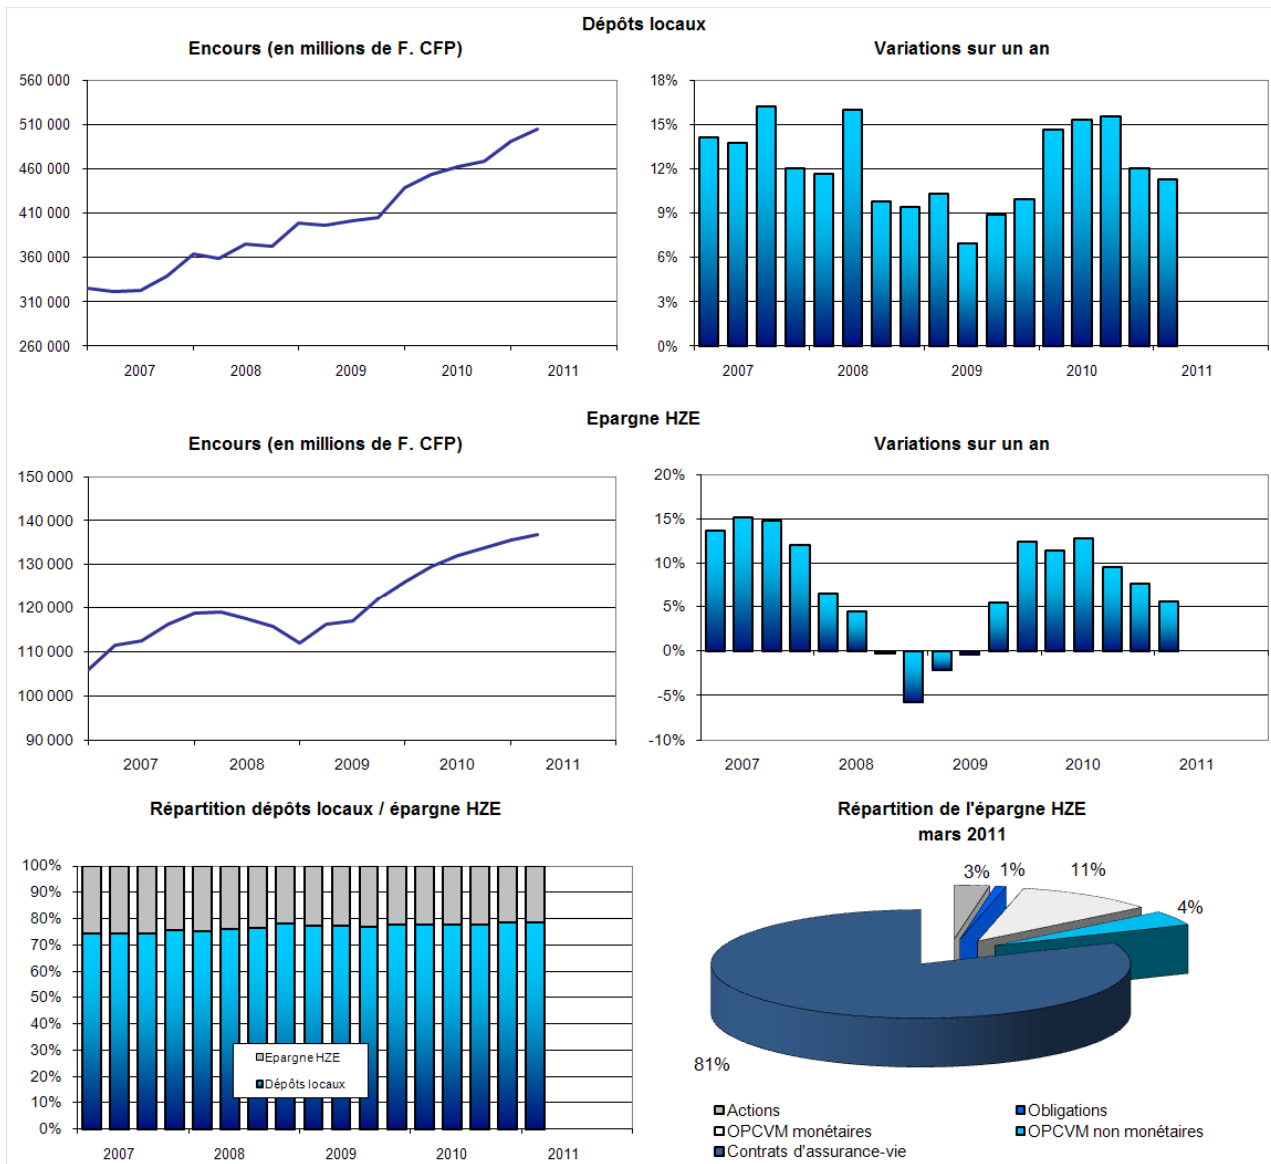 Dépôts locaux
Encours (en millions de F. CFP)
560 000
510 000
460 000
410 000
360 000
310 000
260 000
2007 2008 2009 2010 2011
Variations sur un an
18%
15%
12%
9%
6%
3%
0%
2007 2008 2009 2010 2011
Epargne HZE
Encours (en millions de F. CFP)
150 000
140 000
130 000
120 000
110 000
100 000
90 000
2007 2008 2009 2010 2011
Variations sur un an
20%
15%
10%
5%
0%
-5%
-10%
2007 2008 2009 2010 2011
Répartition dépôts locaux / épargne HZE
100%
90%
80%
70%
60%
50%
40%
30%
20%
10%
0%
Epargne HZE
Dépôts locaux
2007 2008 2009 2010 2011
Répartition de l'épargne HZE
mars 2011
3% 1% 11%
4%
81%
Actions Obligations
OPCVM monétaires OPCVM non monétaires
Contrats d'assurance-vie